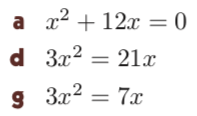 a x² + 12x = 0
d 3x² = 21x
g 3x² = 7x